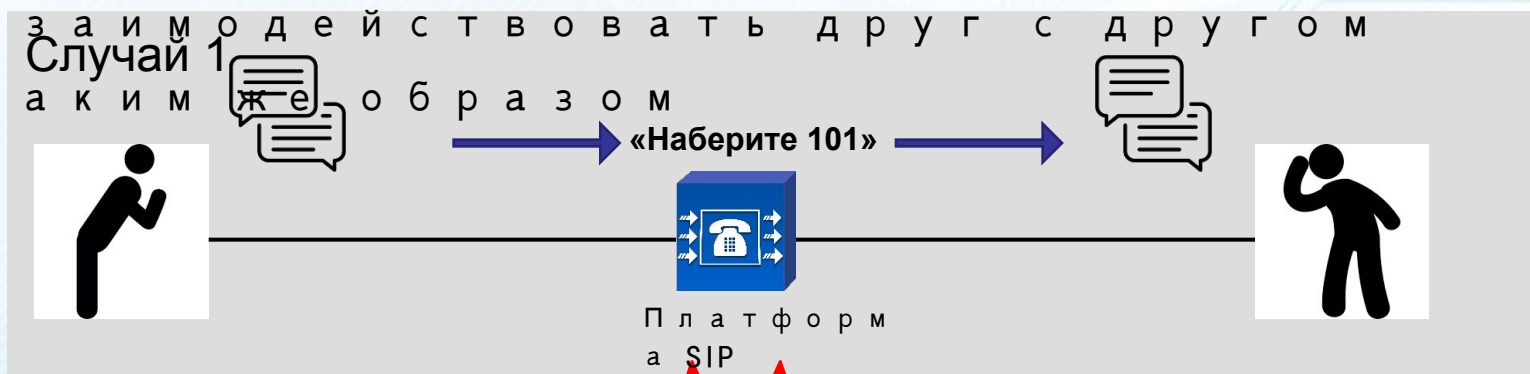 заимодействовать друг с другом
Случай 1
аким же образом
«Наберите 101»
Платформ
а SIP